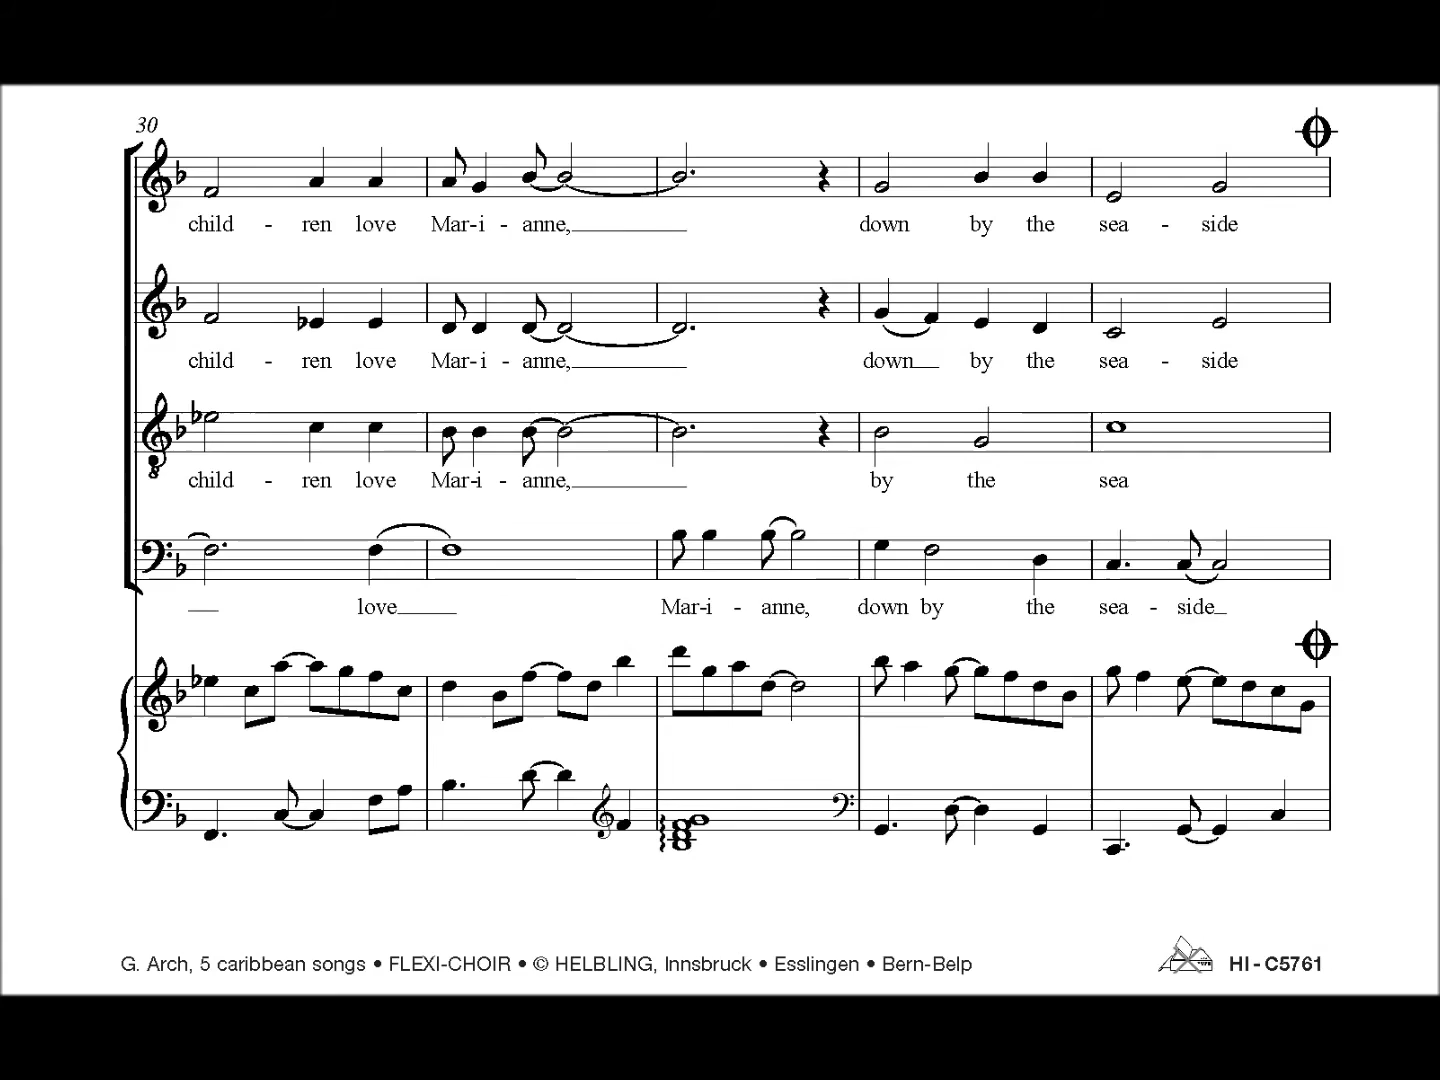 30
child - ren love Mar-i - anne, down by the sea - side
child - ren love Mar-i - anne, down by the sea - side
8
child - ren love Mar-i - anne, by the sea
love Mar-i - anne, down by the sea - side
G. Arch, 5 caribbean songs • FLEXI-CHOIR • © HELBLING, Innsbruck • Esslingen • Bern-Belp HI - C5761